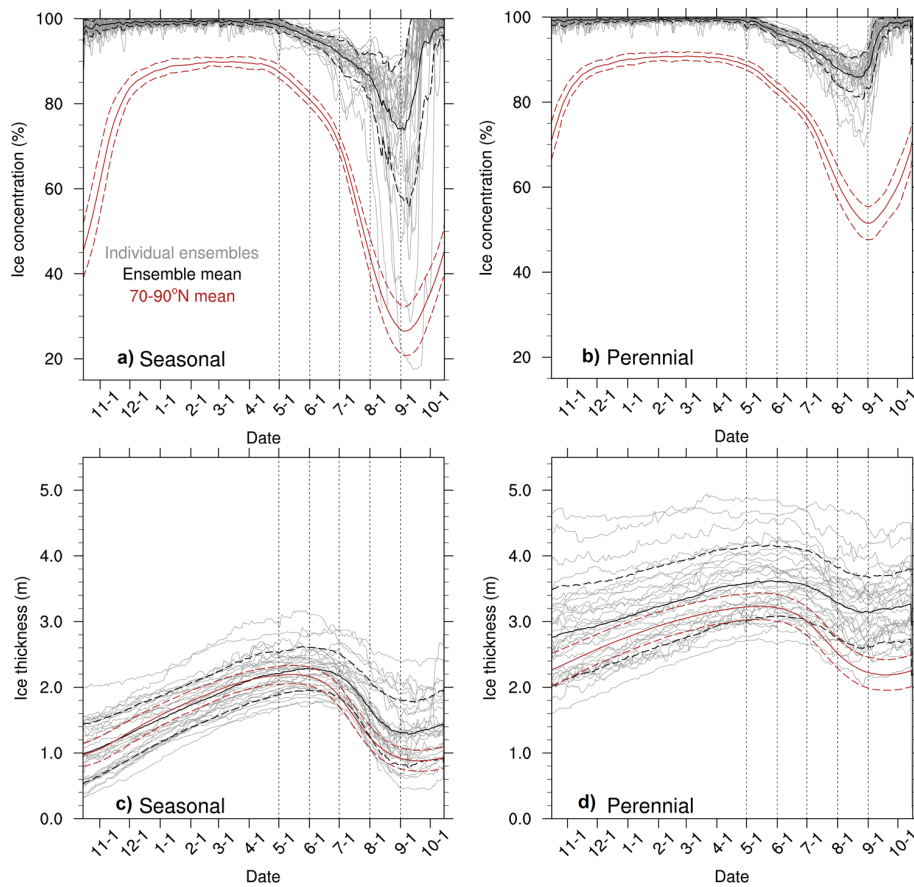 100
80
60
40
20
Ice concentration (%)
Individual ensembles
Ensemble mean
70-90°N mean
a) Seasonal
11-1 12-1 1-1 2-1 3-1 4-1 5-1 6-1 7-1 8-1 9-1 10-1
Date
100
80
60
40
20
Ice concentration (%)
b) Perennial
11-1 12-1 1-1 2-1 3-1 4-1 5-1 6-1 7-1 8-1 9-1 10-1
Date
5.0
4.0
3.0
2.0
1.0
0.0
Ice thickness (m)
c) Seasonal
11-1 12-1 1-1 2-1 3-1 4-1 5-1 6-1 7-1 8-1 9-1 10-1
Date
5.0
4.0
3.0
2.0
1.0
0.0
Ice thickness (m)
d) Perennial
11-1 12-1 1-1 2-1 3-1 4-1 5-1 6-1 7-1 8-1 9-1 10-1
Date